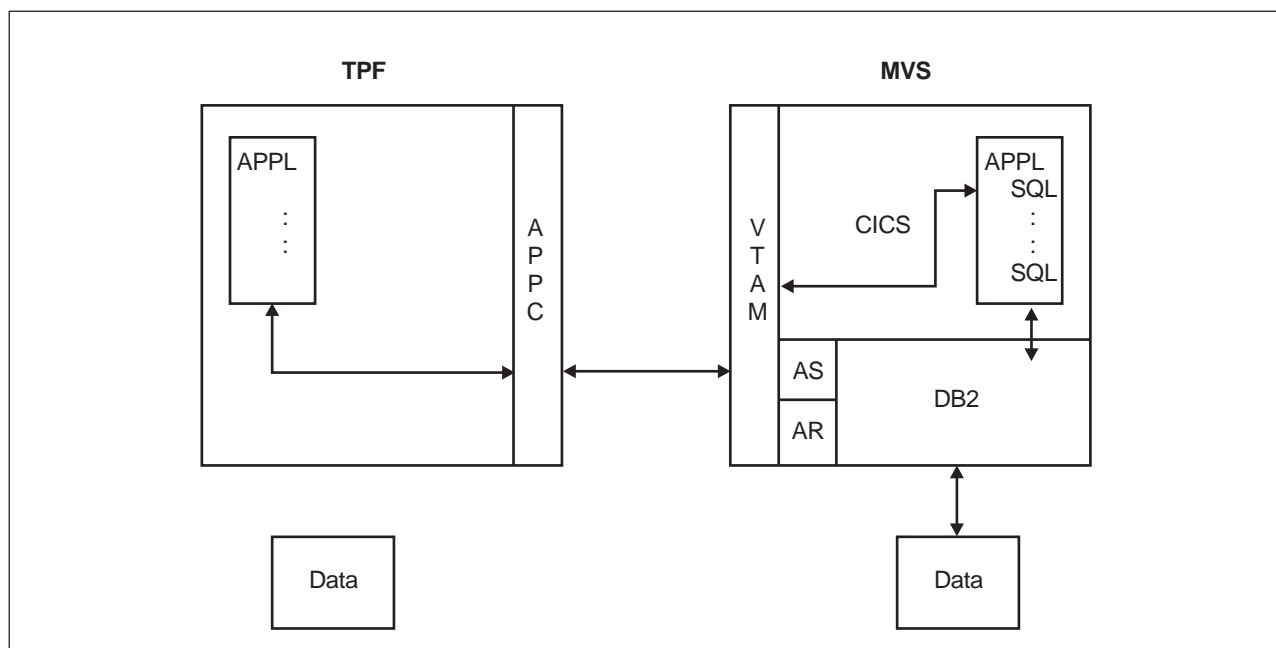 TPF
MVS
APPL
:
:
A
P
P
C
V
T
A
M
CICS
APPL
SQL
:
:
SQL
AS
AR
DB2
Data
Data